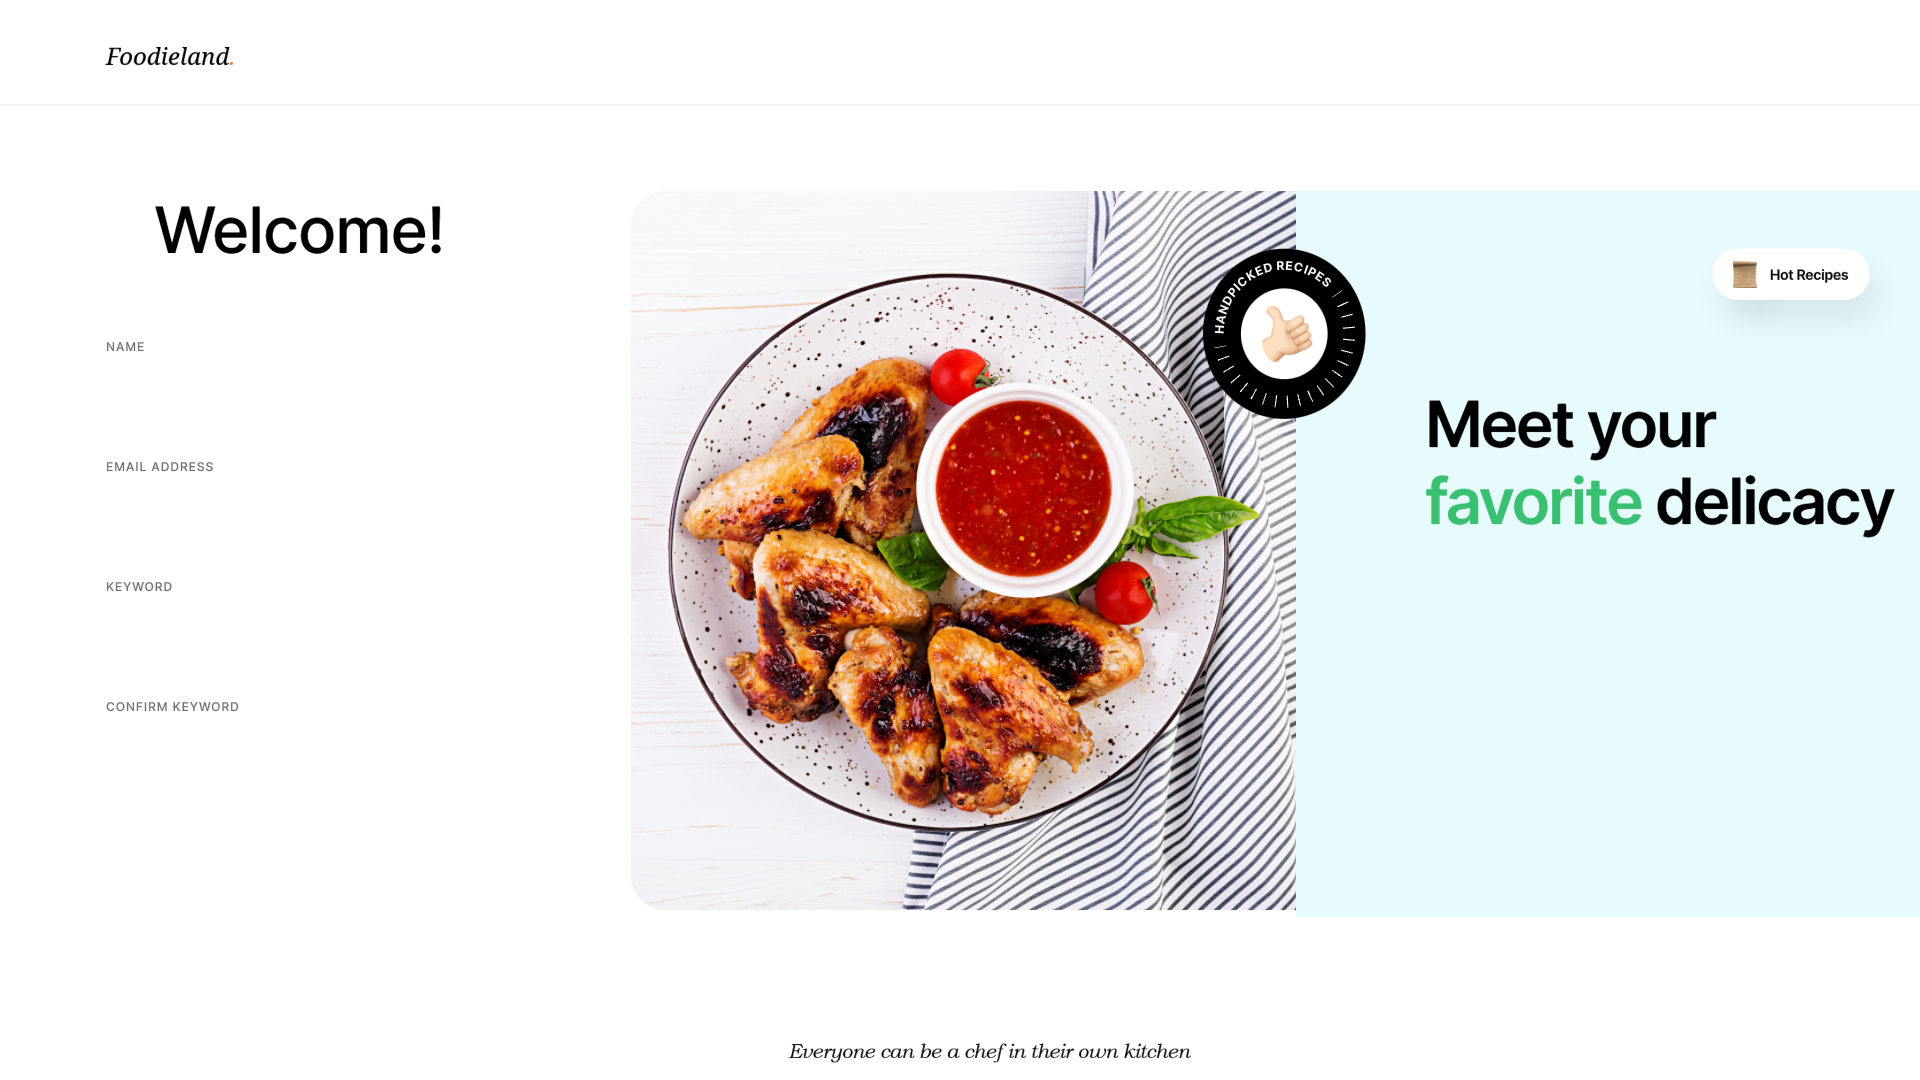 Foodieland.
Welcome!
NAME
EMAIL ADDRESS
KEYWORD
CONFIRM KEYWORD
HANDPICKED RECIPES
Hot Recipes
Meet your
favorite delicacy
Everyone can be a chef in their own kitchen